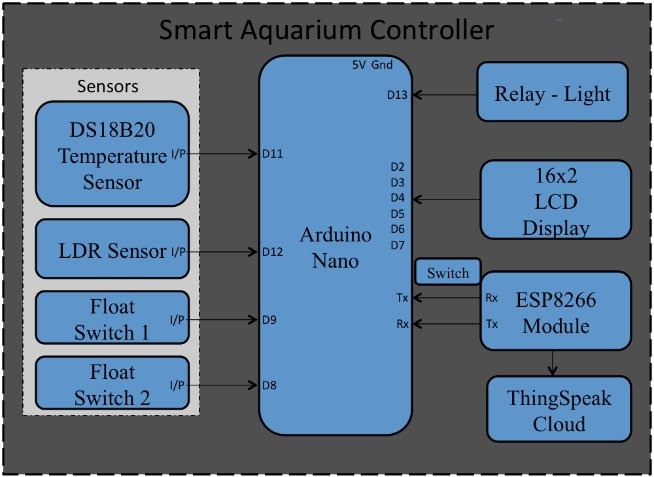 Smart Aquarium Controller
Sensors
DS18B20
Temperature
Sensor
I/P
LDR Sensor
I/P
Float
Switch 1
I/P
Float
Switch 2
I/P
5V Gnd
D11
D12
D9
D8
Arduino
Nano
D13
D2
D3
D4
D5
D6
D7
Tx
Rx
Relay - Light
16x2
LCD
Display
Switch
Rx
Tx
ESP8266
Module
ThingSpeak
Cloud